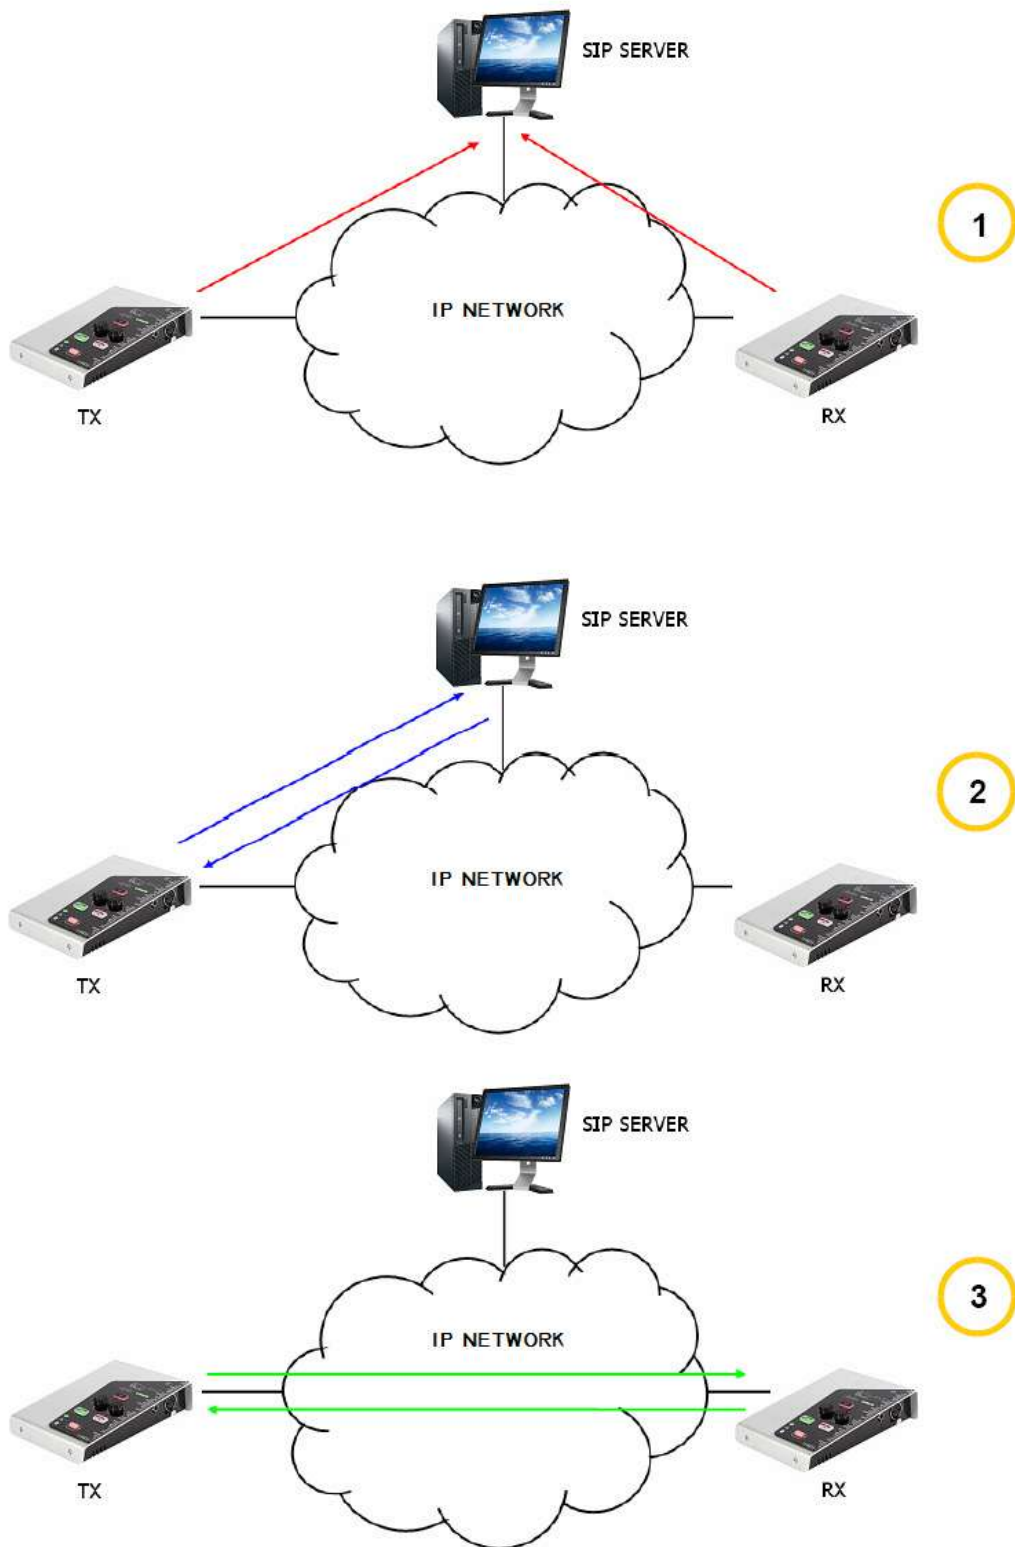 SIP SERVER
1
IP NETWORK
TX
RX
SIP SERVER
2
IP NETWORK
TX
RX
SIP SERVER
3
IP NETWORK
TX
RX